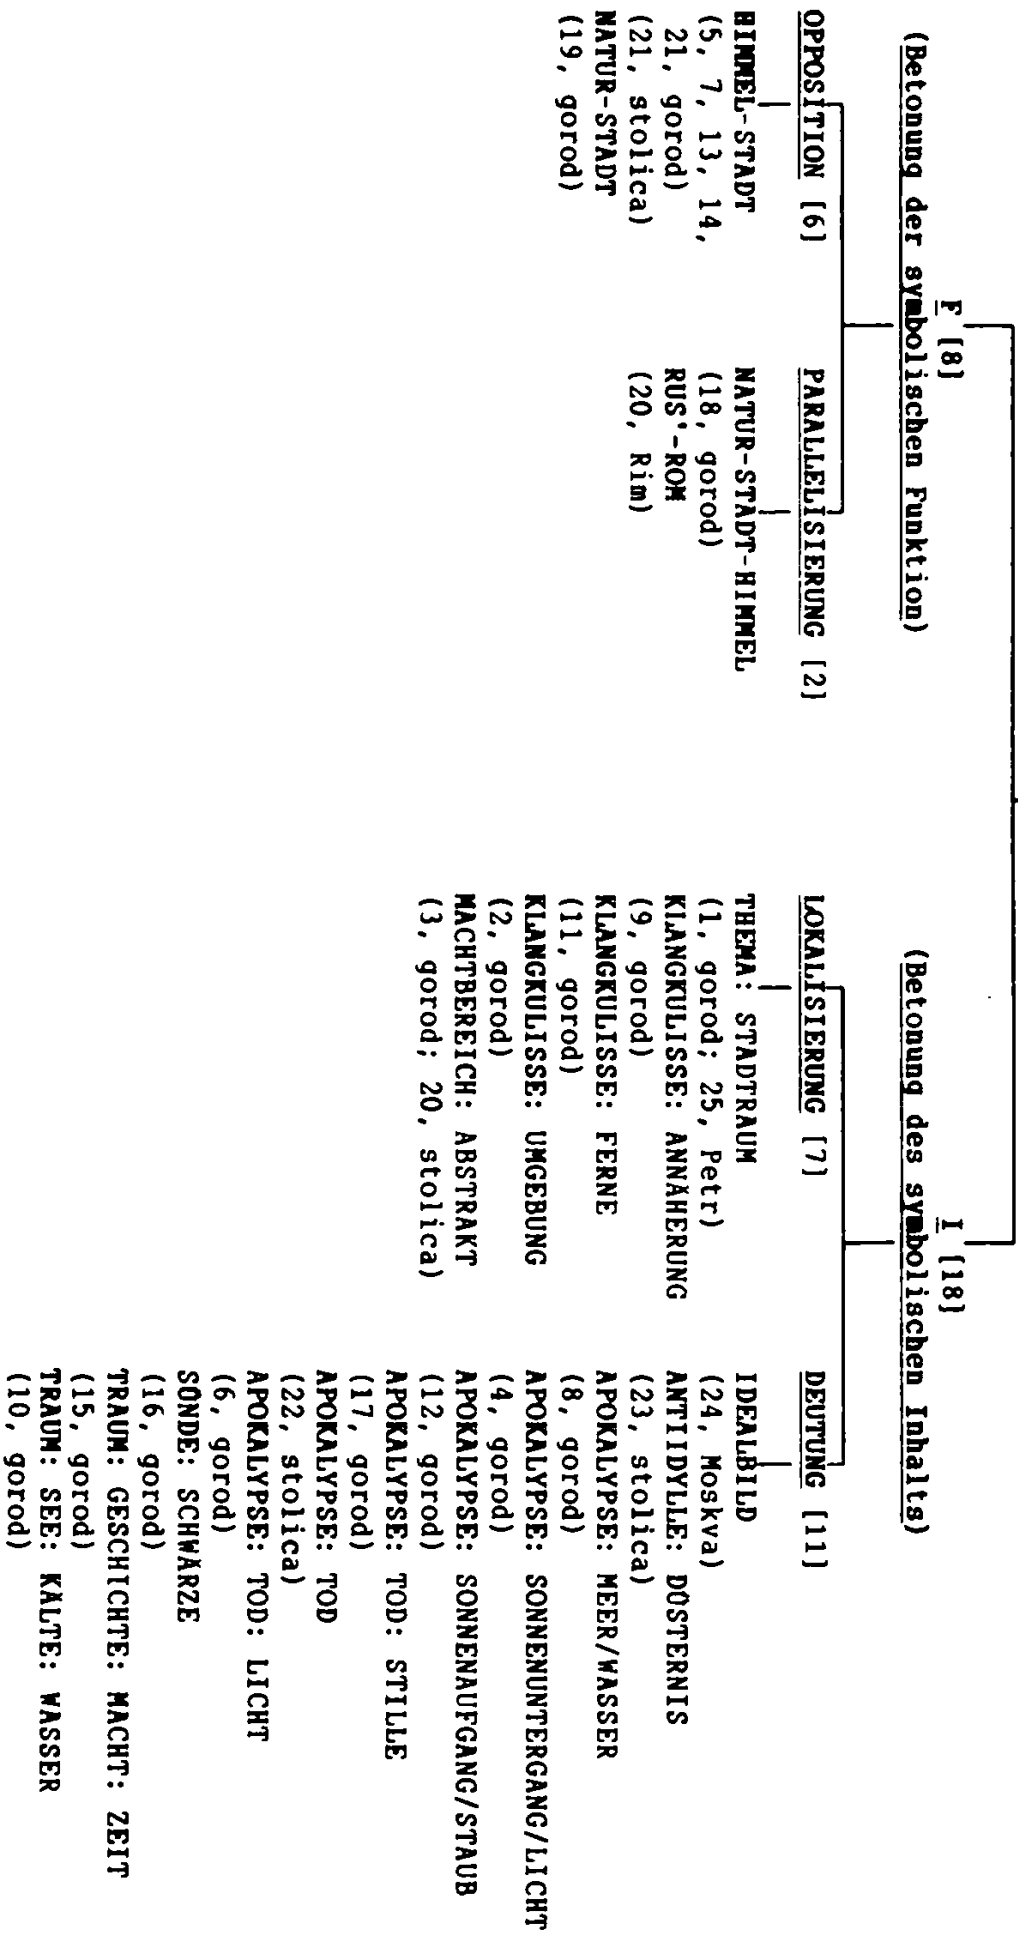 F [8]
(Betonung der symbolischen Funktion)
OPPOSITION [6]
HIMMEL-STADT
(5, 7, 13, 14,
21, gorod)
(21, stolica)
NATUR-STADT
(19, gorod)
PARALLELISIERUNG [2]
NATUR-STADT-HIMMEL
(18, gorod)
RUS'-ROM
(20, Rim)
I [18]
(Betonung des symbolischen Inhalts)
LOKALISIERUNG [7]
THEMA: STADTRAUM
(1, gorod; 25, Petr)
KLANGKULISSE: ANNÄHERUNG
(9, gorod)
KLANGKULISSE: FERNE
(11, gorod)
KLANGKULISSE: UMGEBUNG
(2, gorod)
MACHTBEREICH: ABSTRAKT
(3, gorod; 20, stolica)
DEUTUNG [11]
IDEALBILD
(24, Moskva)
ANTIIDYLLE: DÜSTERNIS
(23, stolica)
APOKALYPSE: MEER/WASSER
(8, gorod)
APOKALYPSE: SONNENUNTERGANG/LICHT
(4, gorod)
APOKALYPSE: SONNENAUFGANG/STAUB
(12, gorod)
APOKALYPSE: TOD: STILLE
(17, gorod)
APOKALYPSE: TOD
(22, stolica)
APOKALYPSE: TOD: LICHT
(6, gorod)
SÜNDE: SCHWÄRZE
(16, gorod)
TRAUM: GESCHICHTE: MACHT: ZEIT
(15, gorod)
TRAUM: SEE: KÄLTE: WASSER
(10, gorod)